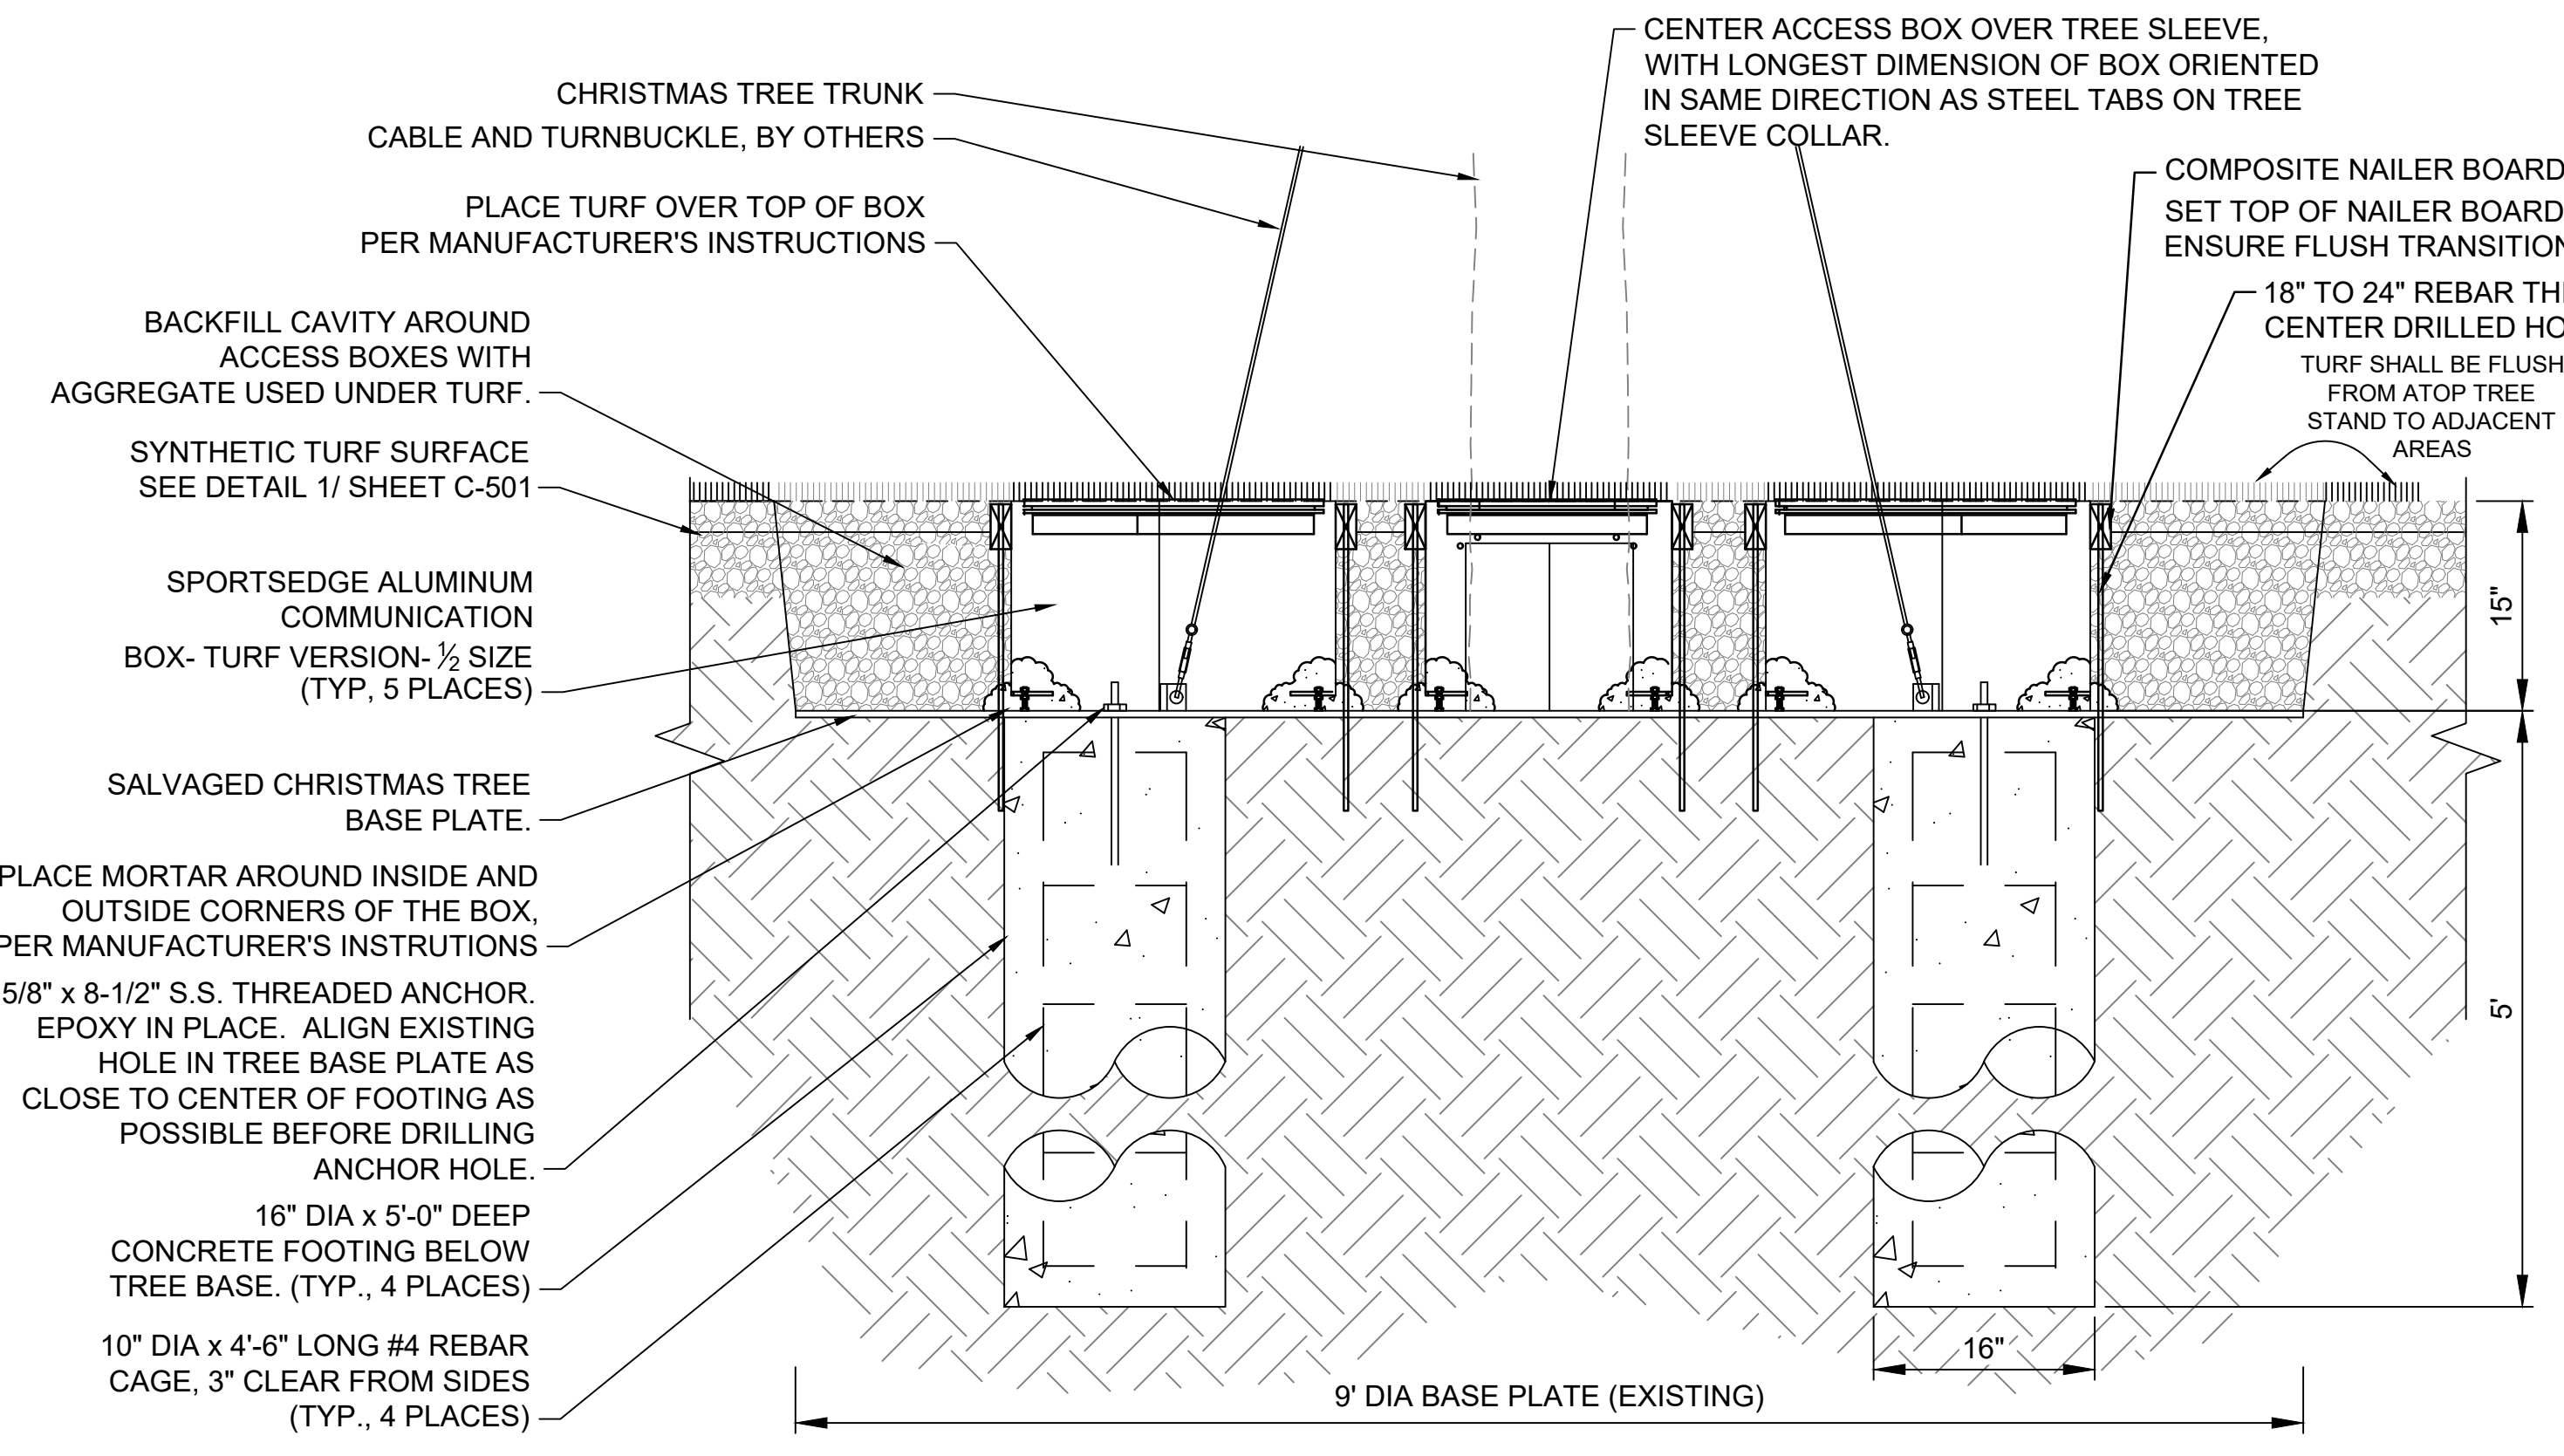 CENTER ACCESS BOX OVER TREE SLEEVE,
WITH LONGEST DIMENSION OF BOX ORIENTED
IN SAME DIRECTION AS STEEL TABS ON TREE
SLEEVE COLLAR.
CHRISTMAS TREE TRUNK
CABLE AND TURNBUCKLE, BY OTHERS
PLACE TURF OVER TOP OF BOX
PER MANUFACTURER'S INSTRUCTIONS
COMPOSITE NAILER BOARD
SET TOP OF NAILER BOARD
ENSURE FLUSH TRANSITION
18" TO 24" REBAR
CENTER DRILLED
TURF SHALL BE FLUSH
FROM ATOP TREE
STAND TO ADJACENT
AREAS
BACKFILL CAVITY AROUND
ACCESS BOXES WITH
AGGREGATE USED UNDER TURF.
SYNTHETIC TURF SURFACE
SEE DETAIL 1/ SHEET C-501
SPORTSEDGE ALUMINUM
COMMUNICATION
BOX- TURF VERSION- ½ SIZE
(TYP, 5 PLACES)
SALVAGED CHRISTMAS TREE
BASE PLATE.
PLACE MORTAR AROUND INSIDE AND
OUTSIDE CORNERS OF THE BOX,
PER MANUFACTURER'S INSTRUTIONS
5/8" x 8-1/2" S.S. THREADED ANCHOR.
EPOXY IN PLACE. ALIGN EXISTING
HOLE IN TREE BASE PLATE AS
CLOSE TO CENTER OF FOOTING AS
POSSIBLE BEFORE DRILLING
ANCHOR HOLE.
16" DIA x 5'-0" DEEP
CONCRETE FOOTING BELOW
TREE BASE. (TYP., 4 PLACES)
10" DIA x 4'-6" LONG #4 REBAR
CAGE, 3" CLEAR FROM SIDES
(TYP., 4 PLACES)
15"
5'
16"
9' DIA BASE PLATE (EXISTING)